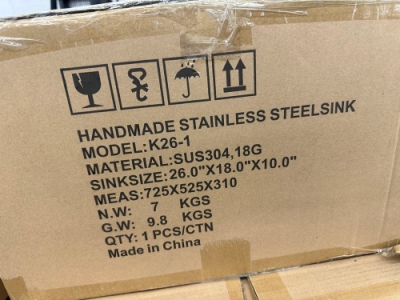 HANDMADE STAINLESS STEELSINK
MODEL:K26-1
MATERIAL:SUS304,18G
SINKSIZE:26.0"X18.0"X10.0"
MEAS:725X525X310
N.W: 7 KGS
G.W: 9.8 KGS
QTY: 1 PCS/CTN
Made in China